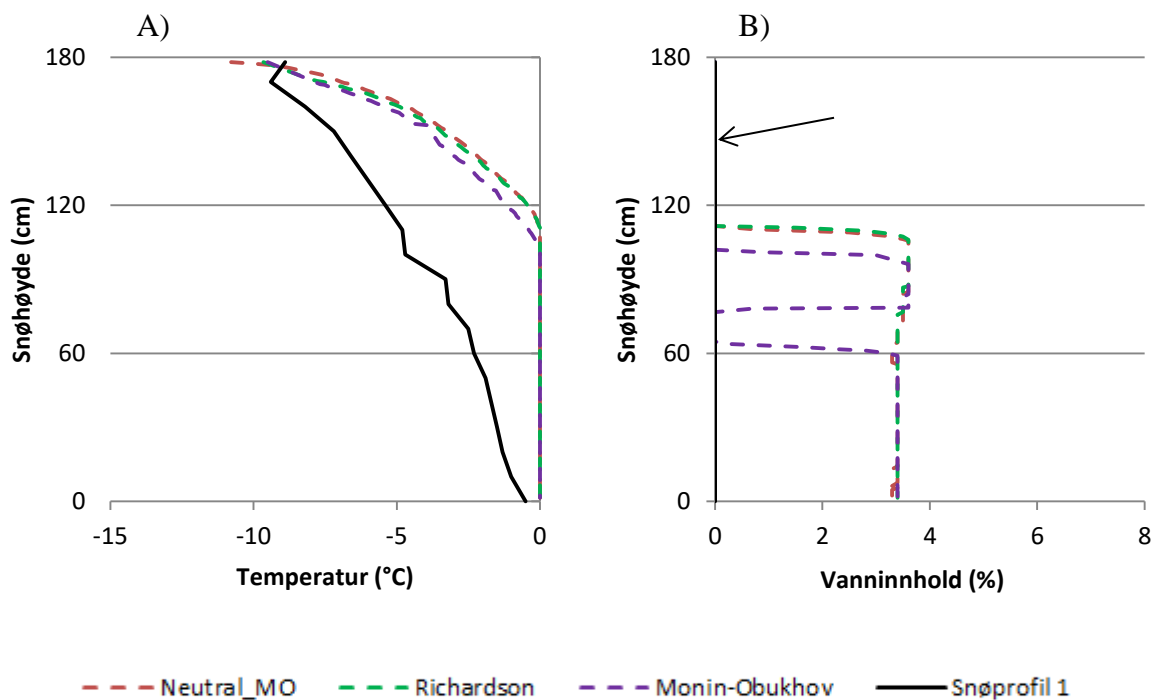 A)
B)
180
120
60
0
Snøhøyde (cm)
-15
-10
-5
0
Temperatur (°C)
180
120
60
0
Snøhøyde (cm)
0
2
4
6
8
Vanninnhold (%)
Neutral_MO
Richardson
Monin-Obukhov
Snøprofil 1